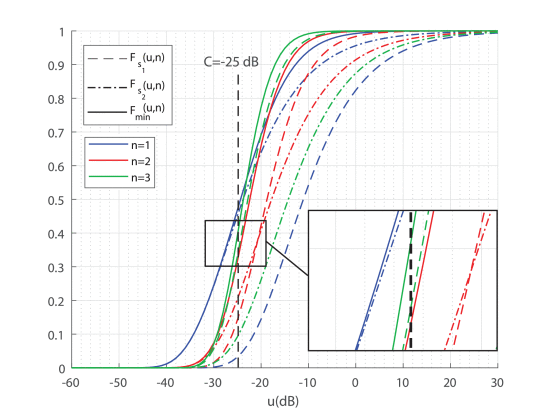 1
0.9
0.8
0.7
0.6
0.5
0.4
0.3
0.2
0.1
0
F_{s_1}(u,n)
F_{s_2}(u,n)
F_{min}(u,n)
n=1
n=2
n=3
C=-25 dB
-60 -50 -40 -30 -20 -10 0 10 20 30
u(dB)